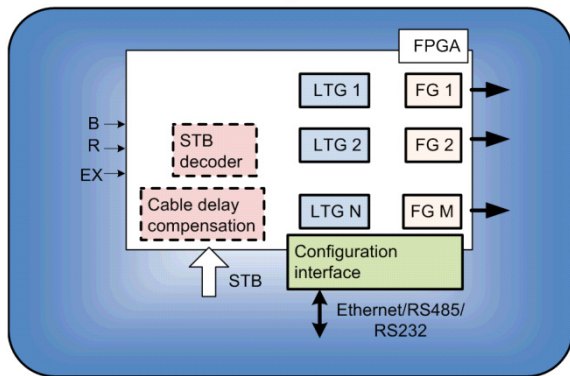 FPGA
LTG 1
FG 1
B
R
EX
STB
decoder
LTG 2
FG 2
Cable delay
compensation
LTG N
FG M
Configuration
interface
STB
Ethernet/RS485/
RS232